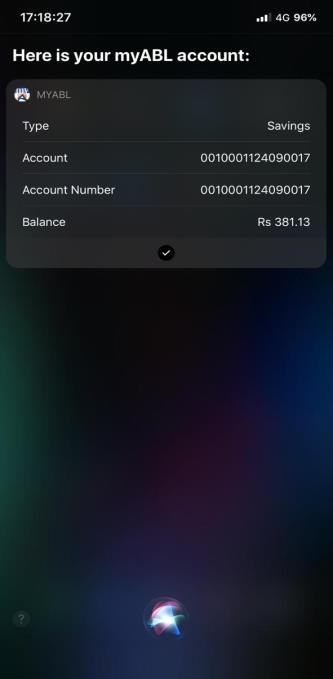 17:18:27 4G 96%
Here is your myABL account:
MYABL
Type Savings
Account 0010001124090017
Account Number 0010001124090017
Balance Rs 381.13
?